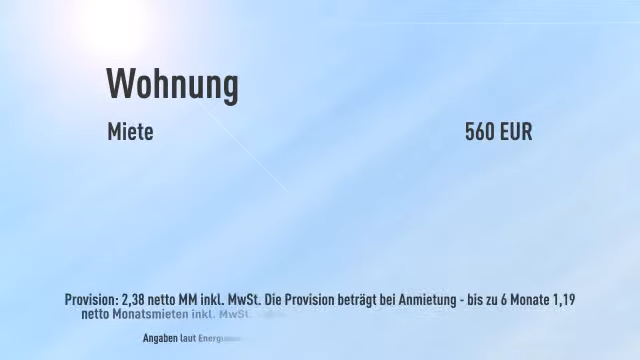 Wohnung
Miete 560 EUR
Provision: 2,38 netto MM inkl. MwSt. Die Provision beträgt bei Anmietung - bis zu 6 Monate 1,19
netto Monatsmieten inkl. MwSt.
Angaben laut